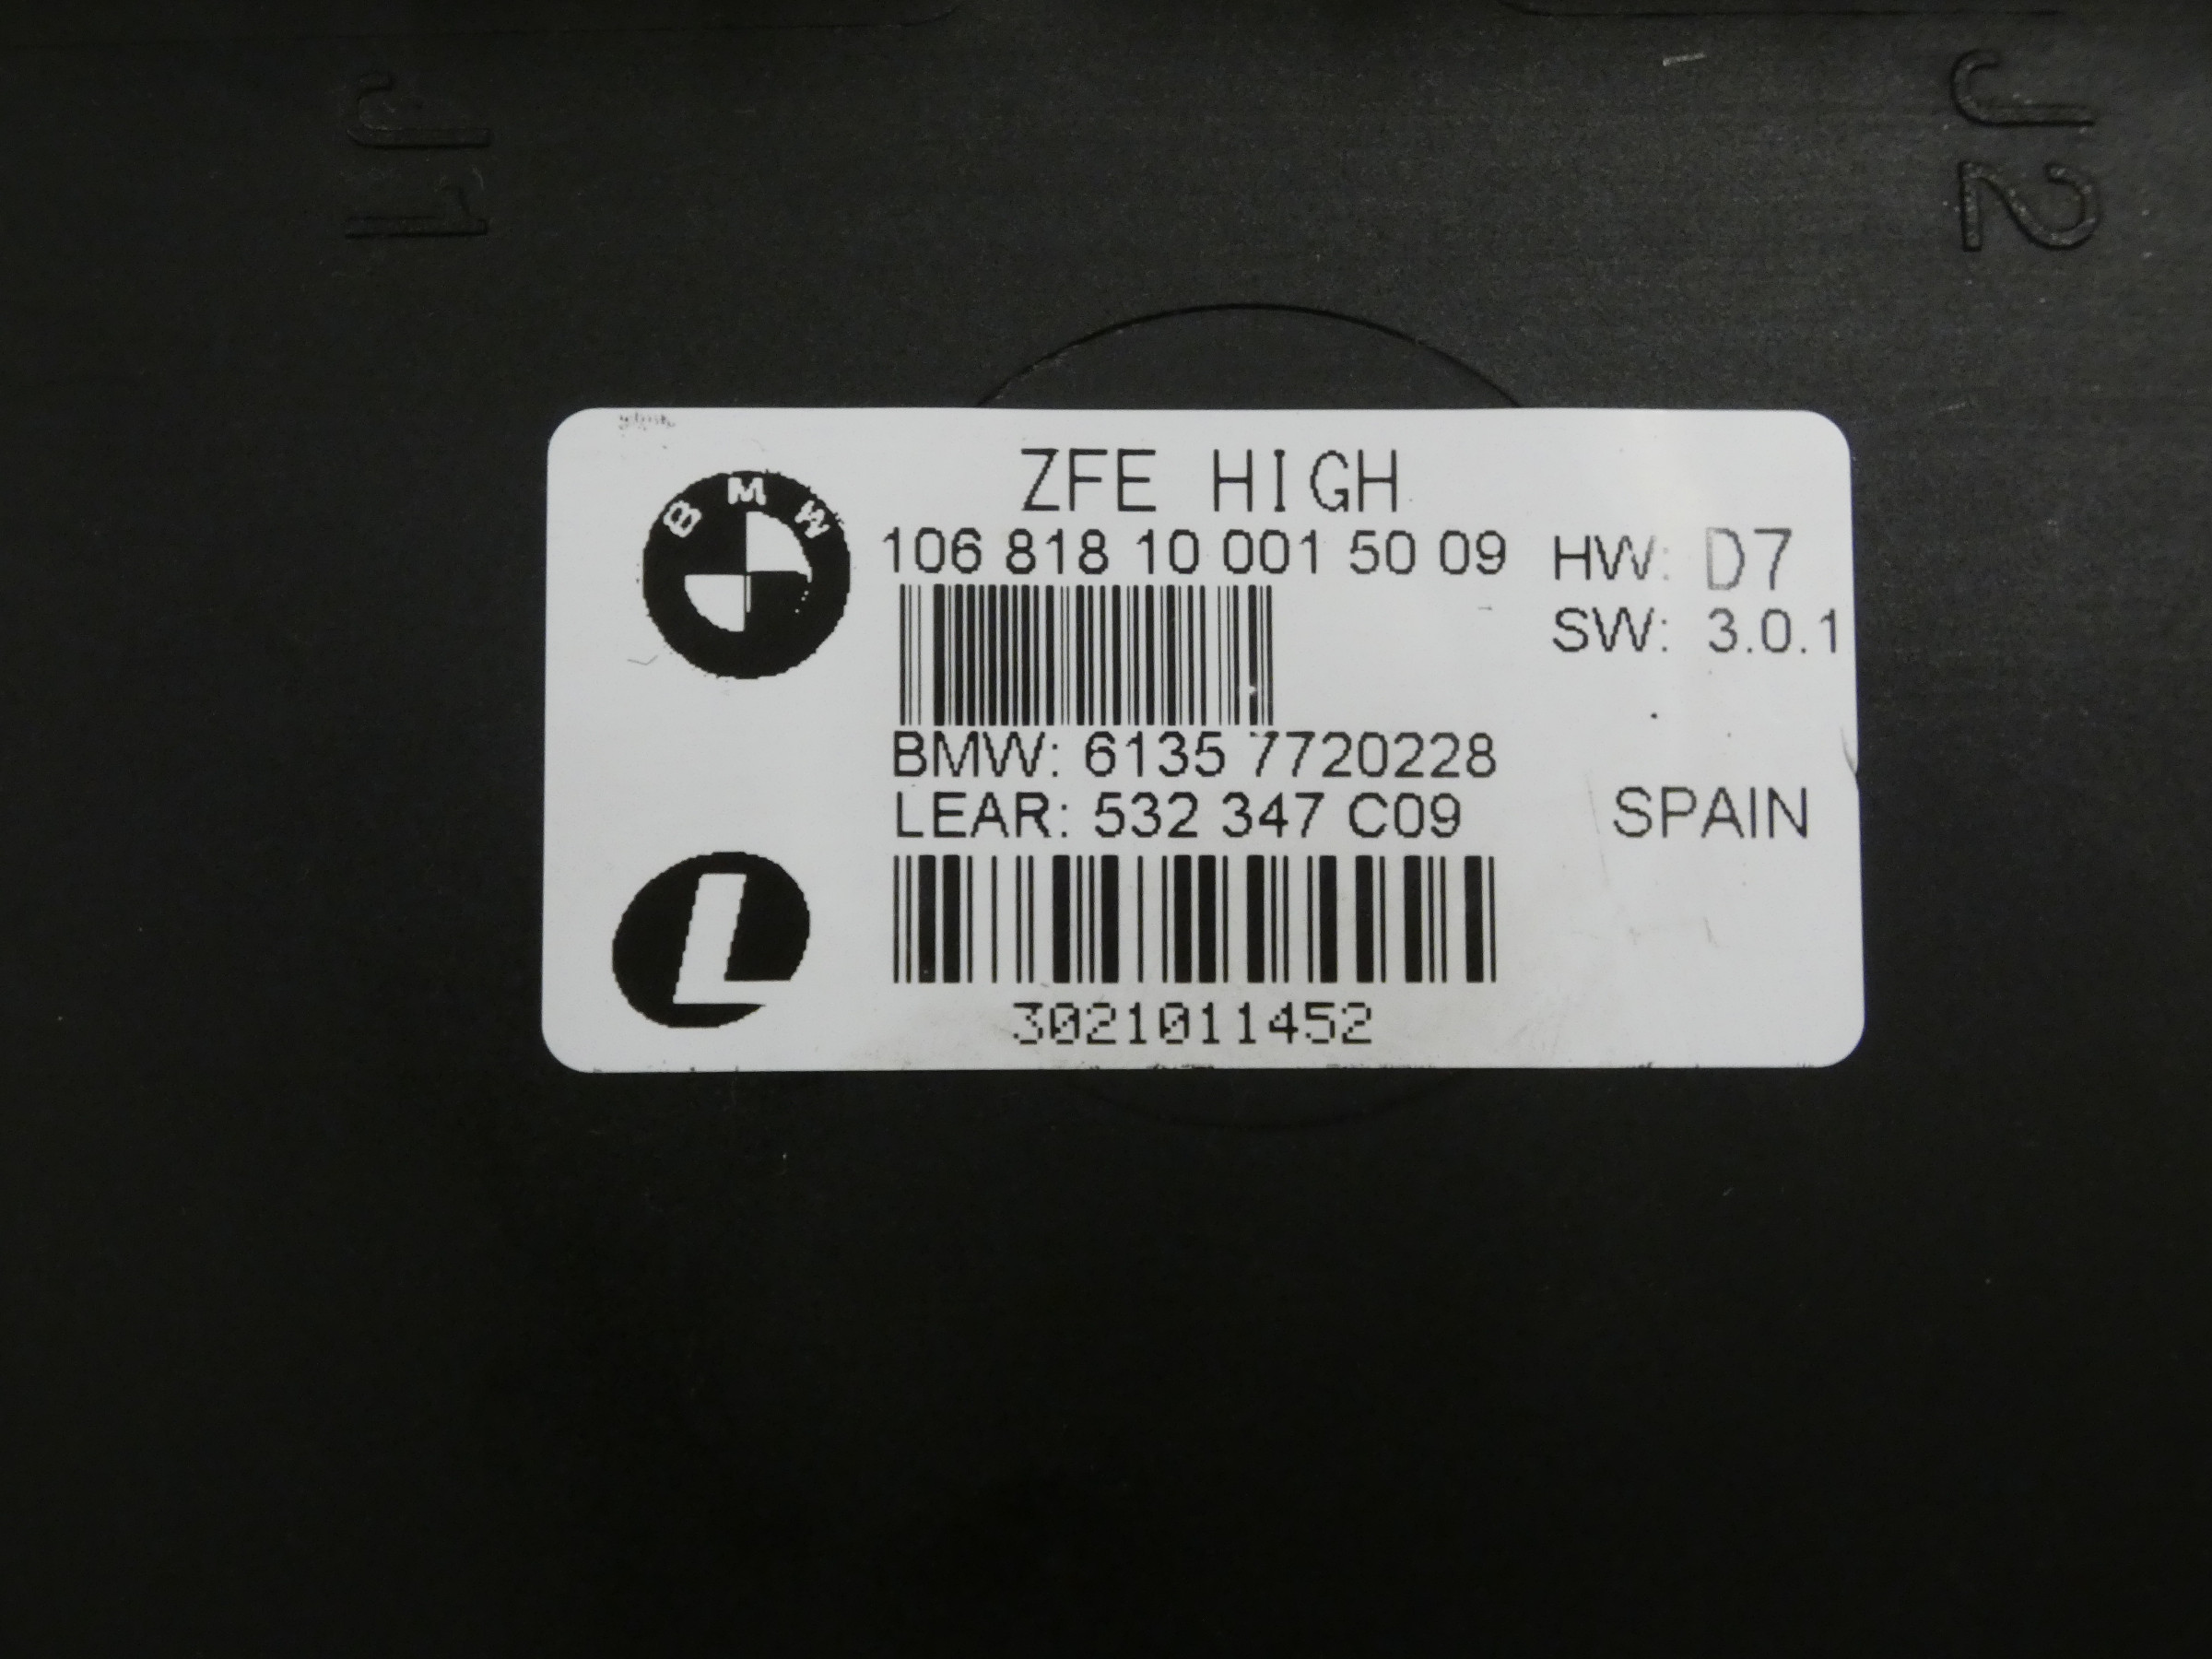 J1
J2
ZFE HIGH
BMW
106 818 10 001 50 09
HW: D7
SW: 3.0.1
BMW: 6135 7720228
LEAR: 532 347 C09
SPAIN
L
3021011452